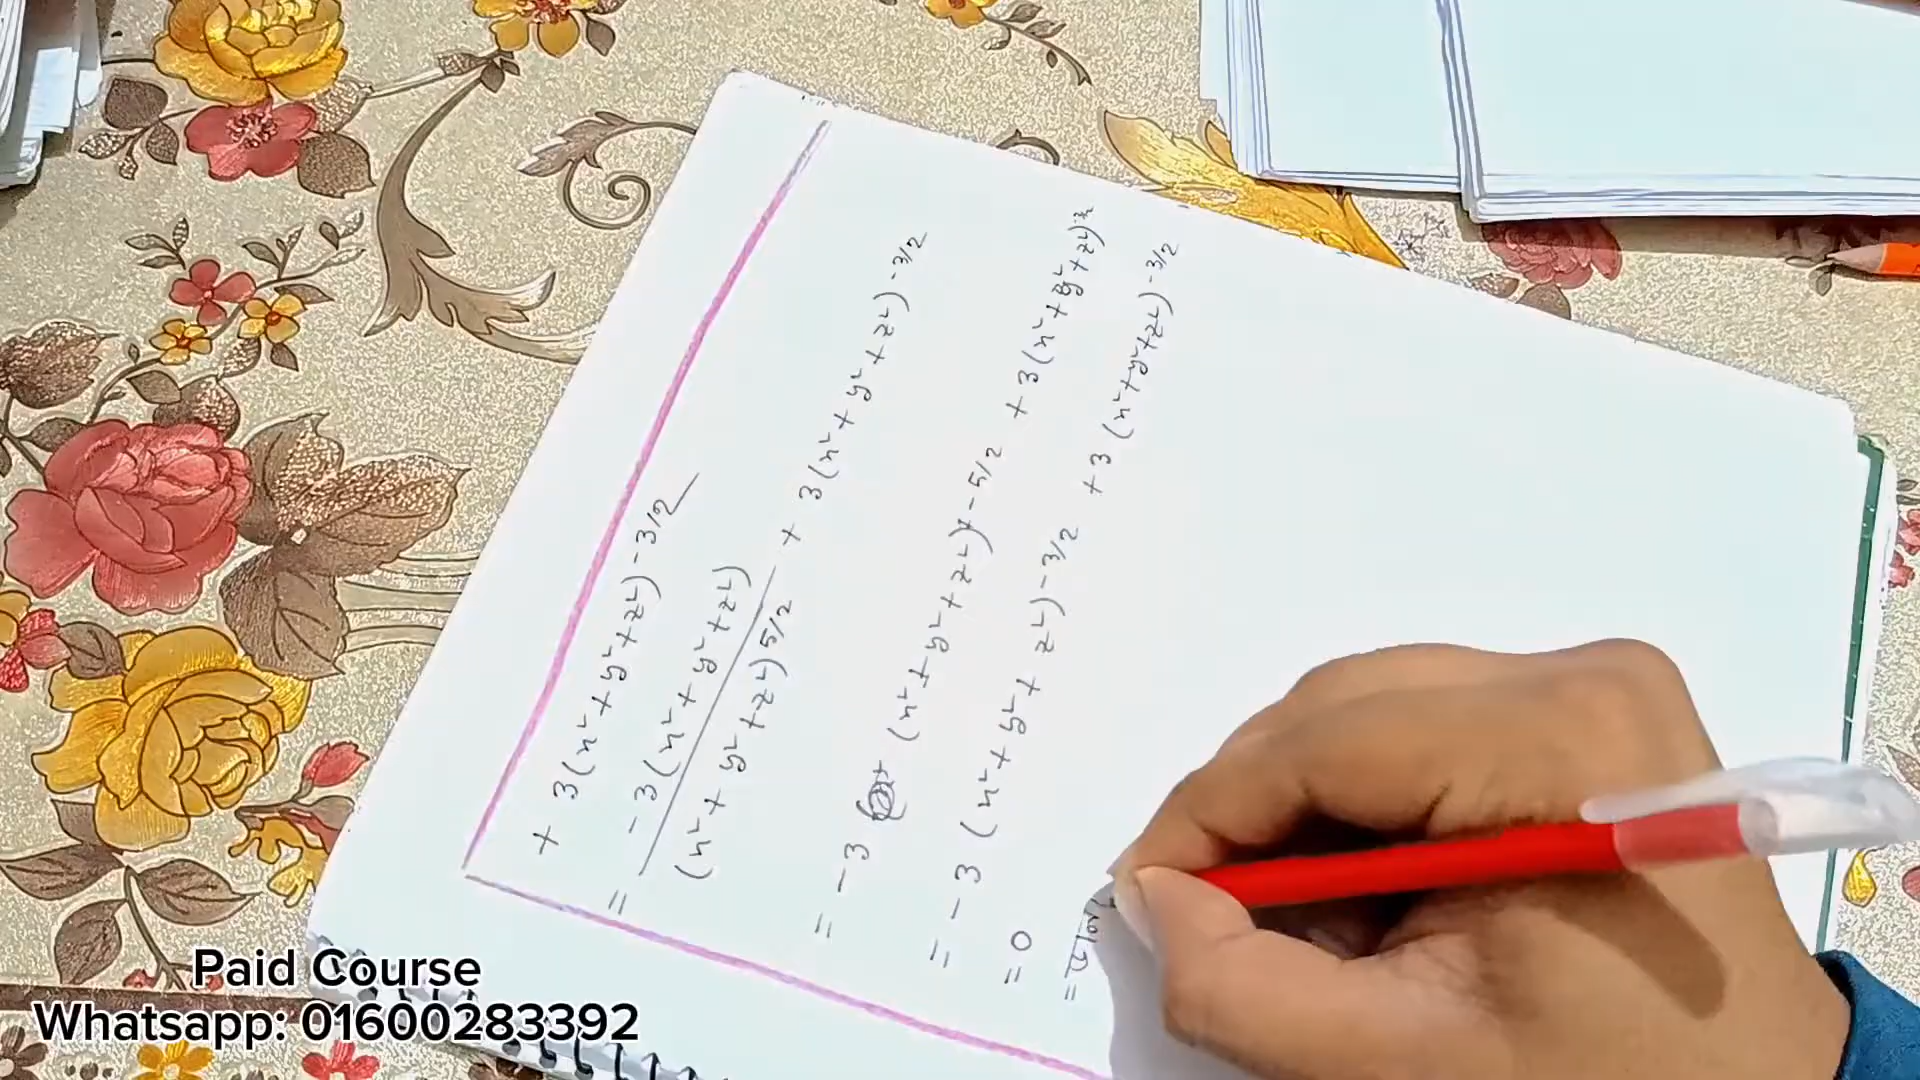 + 3(x²+y²+z²)^-3/2
= -3(x²+y²+z²) / (x²+y²+z²)^5/2 + 3(x²+y²+z²)^-3/2
= -3 (x²+y²+z²)^1-5/2 + 3(x²+y²+z²)^-3/2
= -3 (x²+y²+z²)^-3/2 + 3 (x²+y²+z²)^-3/2
= 0
=
Paid Course
Whatsapp: 01600283392